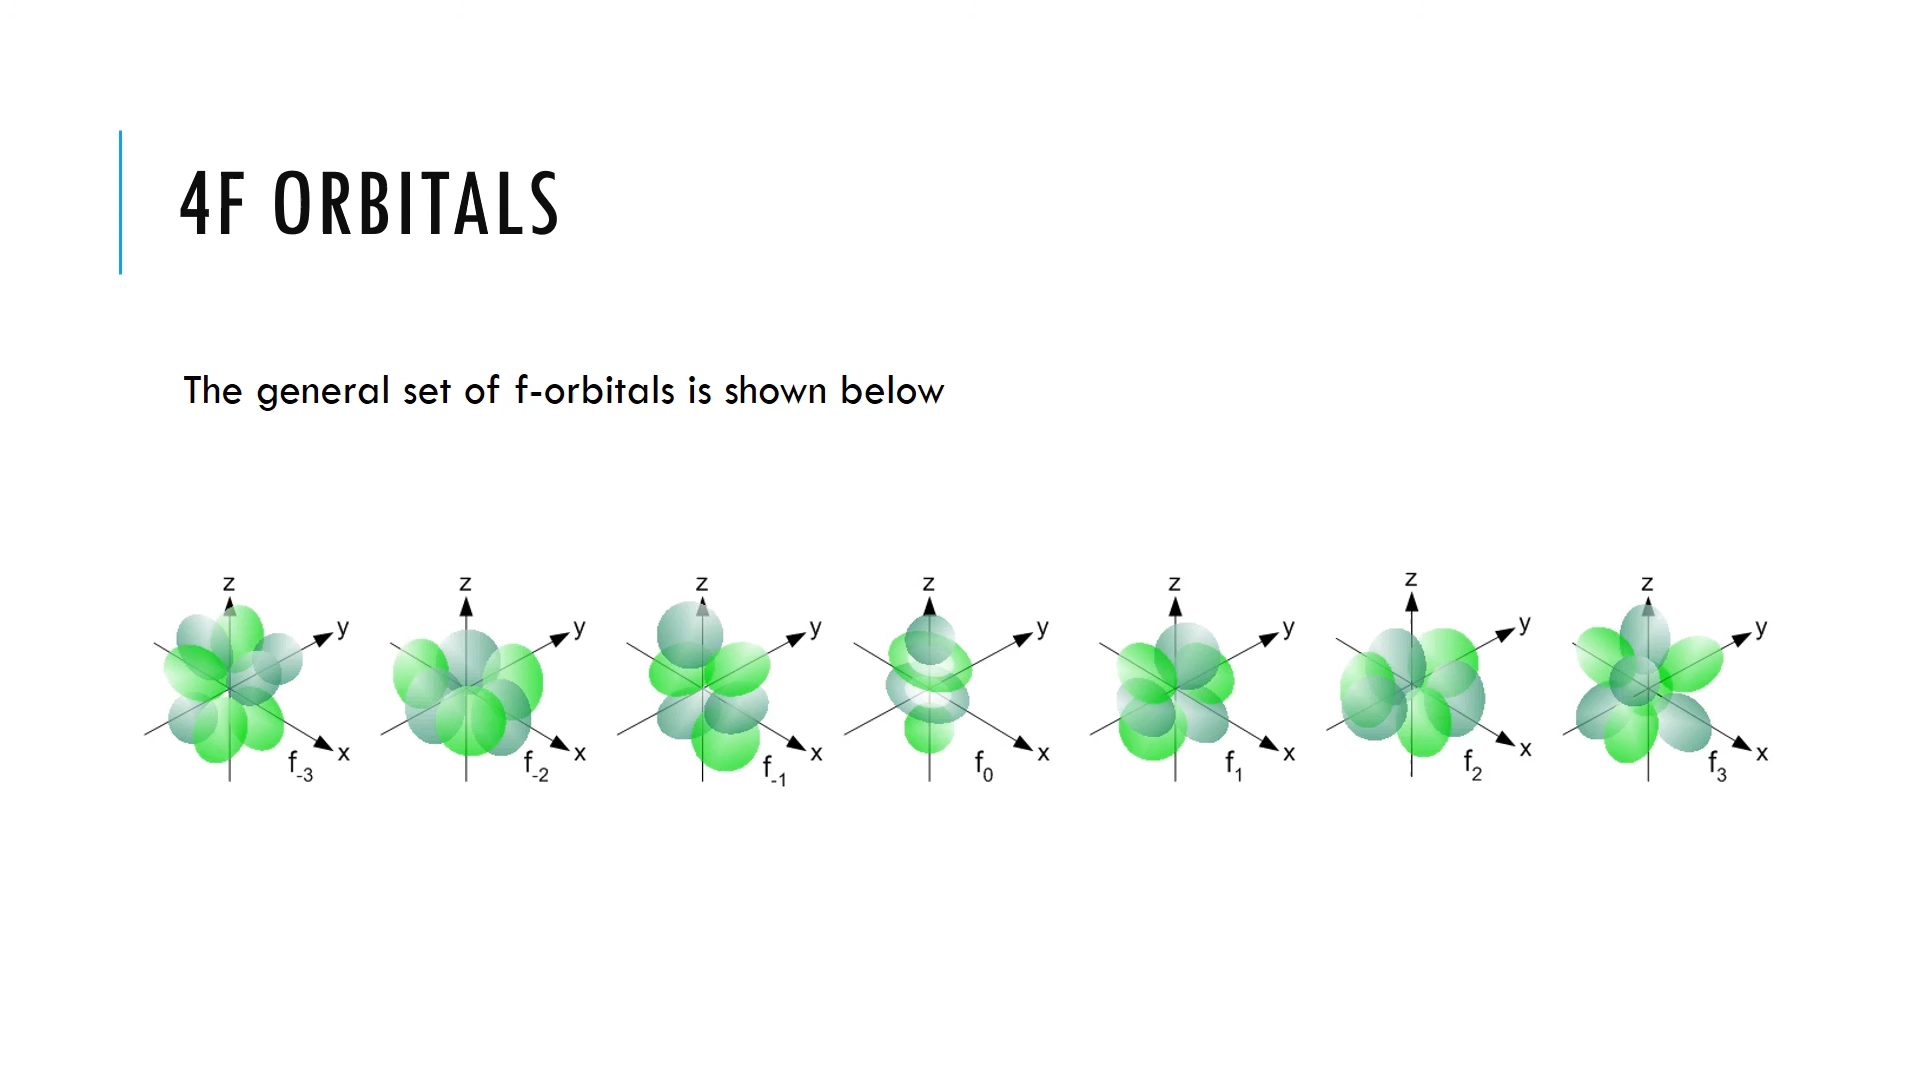 4F ORBITALS
The general set of f-orbitals is shown below
z z z z z z z
y y y y y y y
x x x x x x x
f-3 f-2 f-1 f0 f1 f2 f3